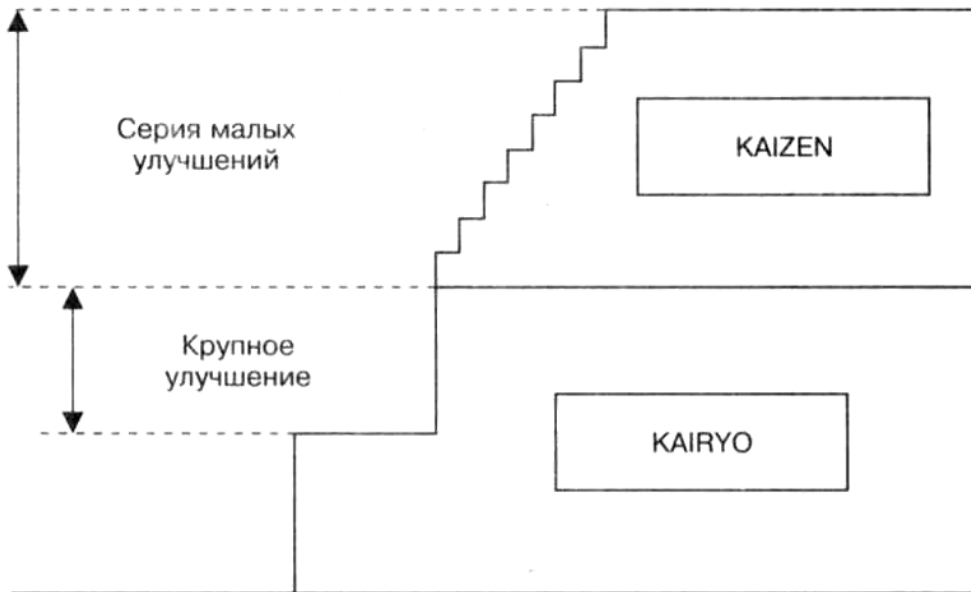 Серия малых
улучшений
KAIZEN
Крупное
улучшение
KAIRYO